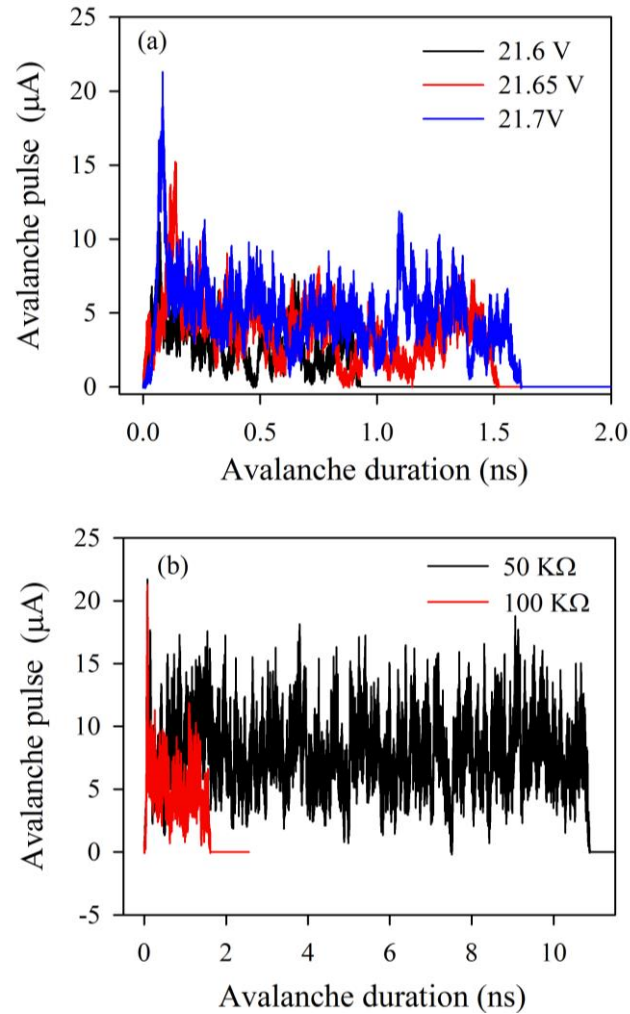 (a)
21.6 V
21.65 V
21.7V
25
20
15
10
5
0
Avalanche pulse (μA)
0.0 0.5 1.0 1.5 2.0
Avalanche duration (ns)
(b)
50 KΩ
100 KΩ
25
20
15
10
5
0
-5
Avalanche pulse (μA)
0 2 4 6 8 10
Avalanche duration (ns)